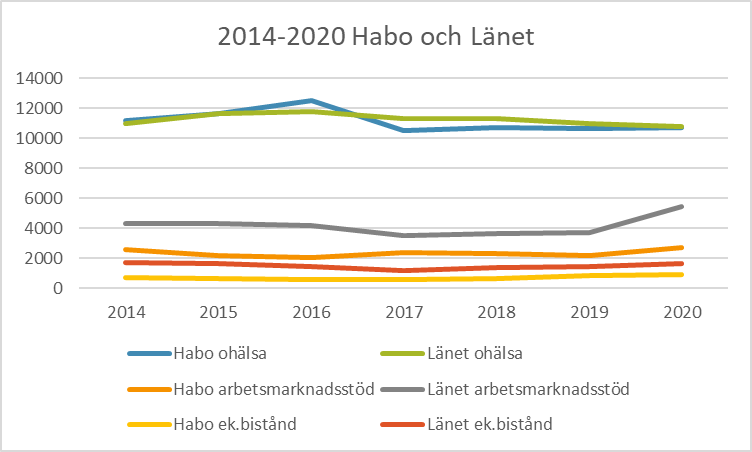 2014-2020 Habo och Länet
14000
12000
10000
8000
6000
4000
2000
0
2014 2015 2016 2017 2018 2019 2020
Habo ohälsa Länet ohälsa
Habo arbetsmarknadsstöd Länet arbetsmarknadsstöd
Habo ek.bistånd Länet ek.bistånd